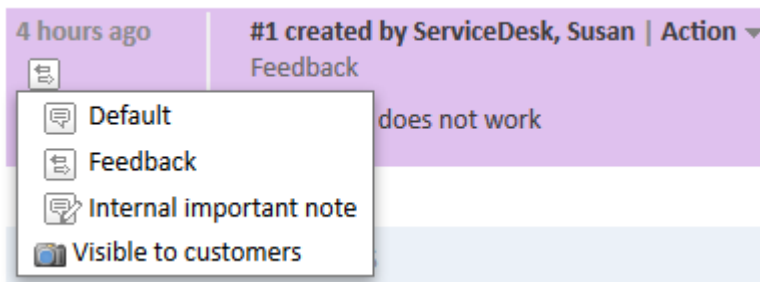 4 hours ago
#1 created by ServiceDesk, Susan | Action
Feedback
does not work
Default
Feedback
Internal important note
Visible to customers